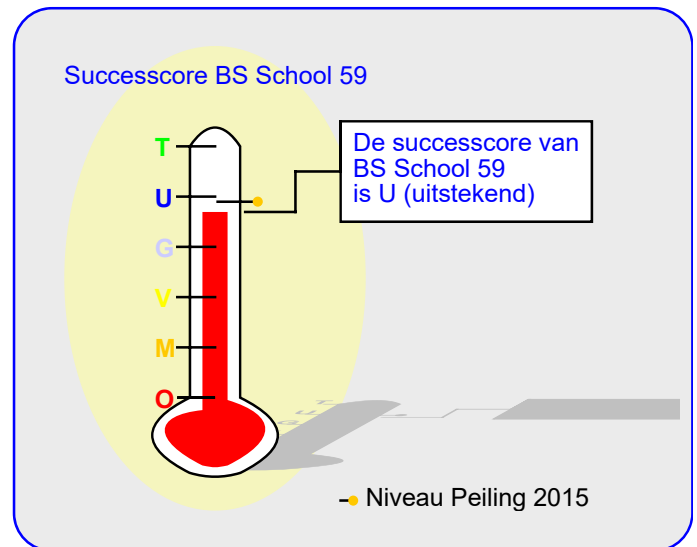 Successcore BS School 59
De successcore van
BS School 59
is U (uitstekend)
T
U
G
V
M
O
Niveau Peiling 2015